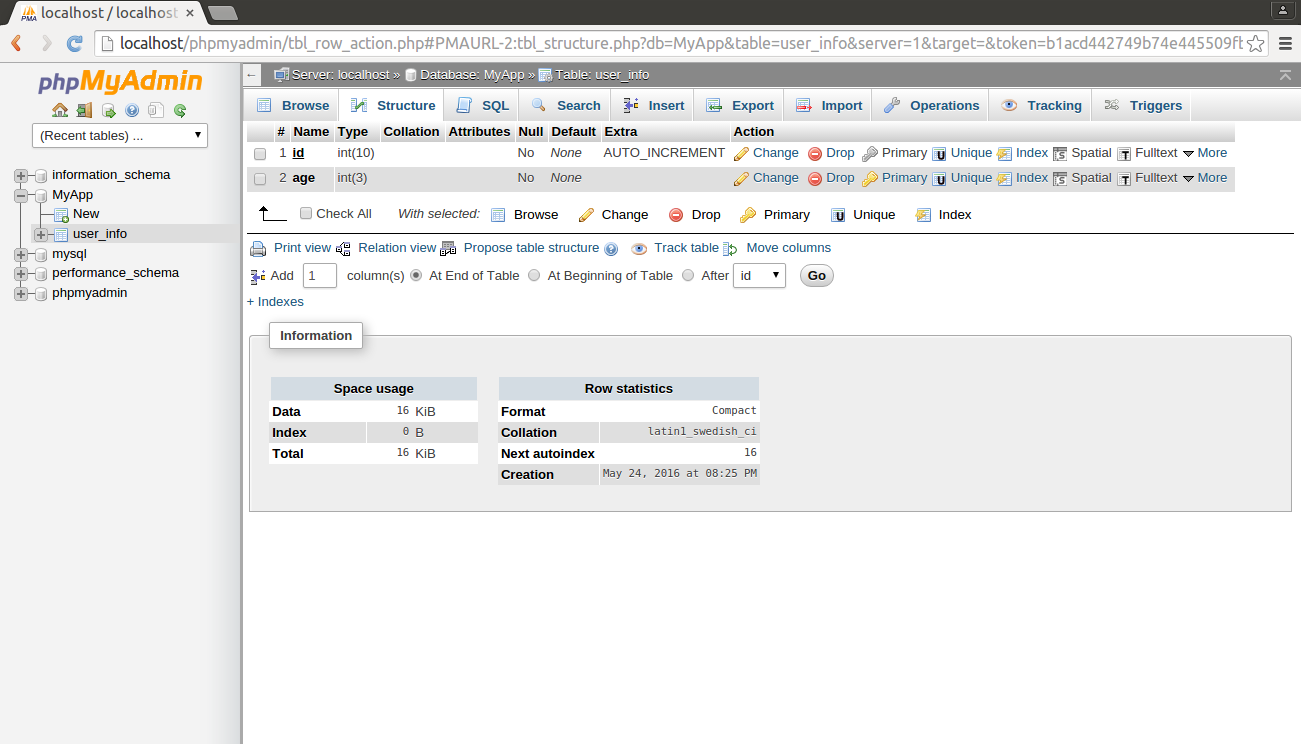 localhost / localhost
localhost/phpmyadmin/tbl_row_action.php#PMAURL-2:tbl_structure.php?db=MyApp&table=user_info&server=1&target=&token=b1acd442749b74e445509fb
phpMyAdmin
(Recent tables) ...
information_schema
MyApp
New
user_info
mysql
performance_schema
phpmyadmin
Server: localhost » Database: MyApp » Table: user_info
Browse Structure SQL Search Insert Export Import Operations Tracking Triggers
# Name Type Collation Attributes Null Default Extra Action
1 id int(10) No None AUTO_INCREMENT Change Drop Primary Unique Index Spatial Fulltext More
2 age int(3) No None Change Drop Primary Unique Index Spatial Fulltext More
Check All With selected: Browse Change Drop Primary Unique Index
Print view Relation view Propose table structure Track table Move columns
Add 1 column(s) At End of Table At Beginning of Table After id Go
+ Indexes
Information
Space usage
Data 16 KiB
Index 0 B
Total 16 KiB
Row statistics
Format Compact
Collation latin1_swedish_ci
Next autoindex 16
Creation May 24, 2016 at 08:25 PM